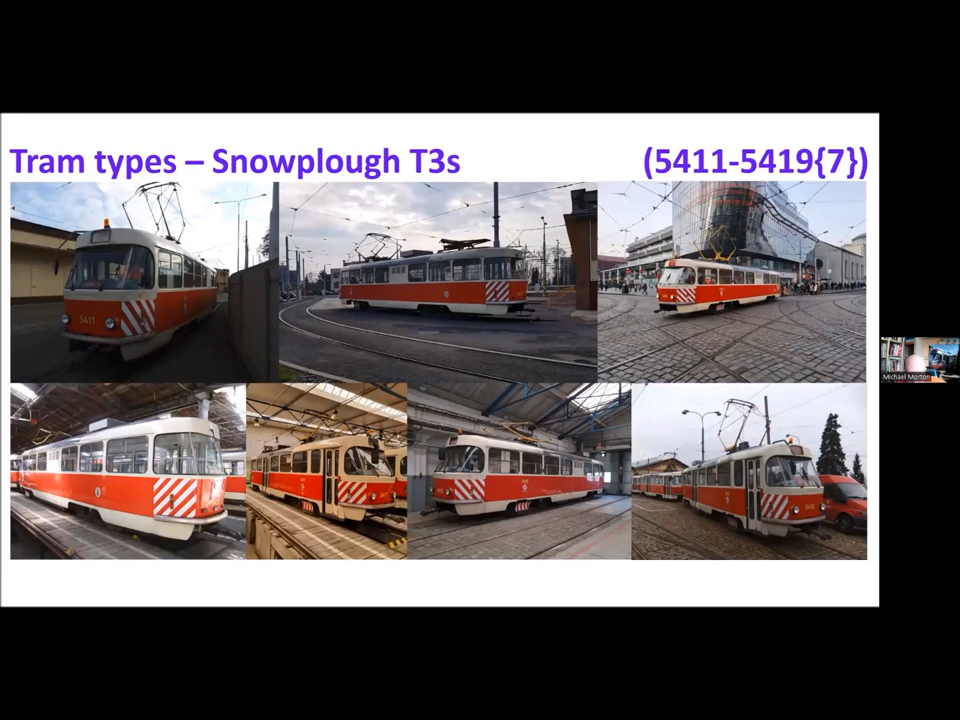 Tram types – Snowplough T3s (5411-5419{7})
5411
Michael Morton